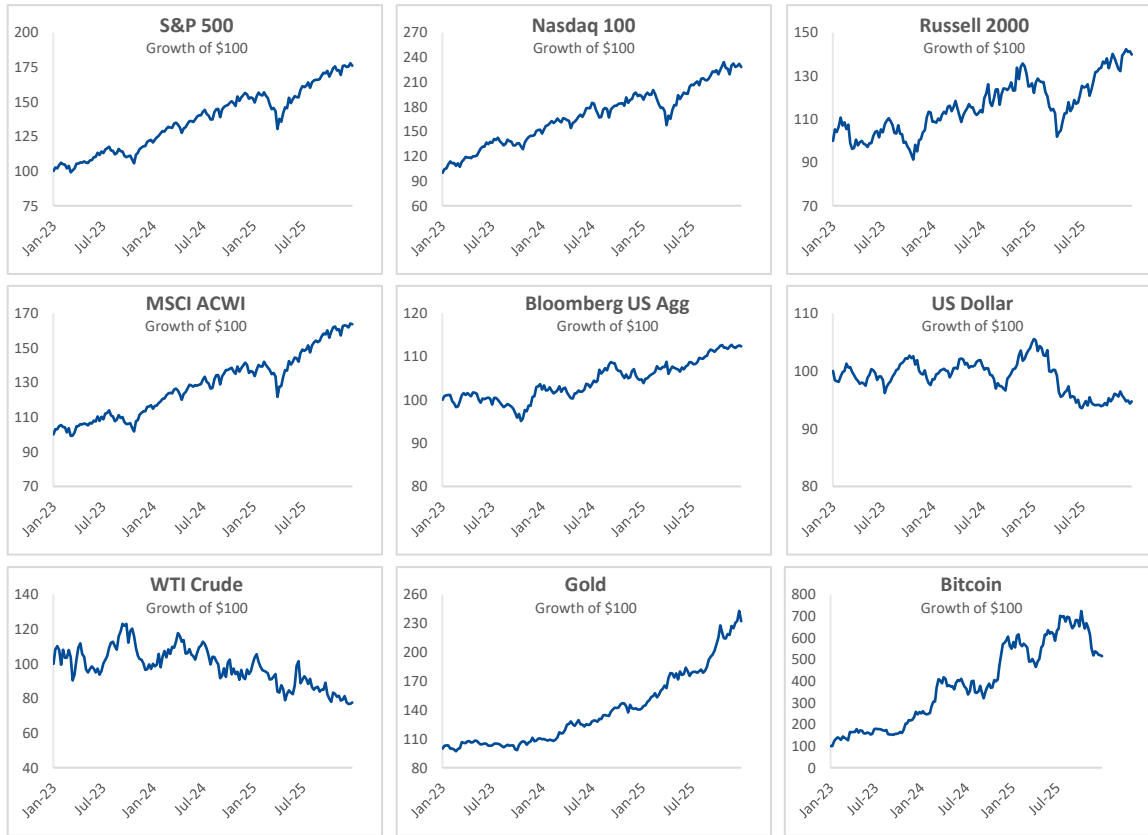 S&P 500
Growth of $100
200
175
150
125
100
75
Jan-23
Jul-23
Jan-24
Jul-24
Jan-25
Jul-25
Nasdaq 100
Growth of $100
270
240
210
180
150
120
90
60
Jan-23
Jul-23
Jan-24
Jul-24
Jan-25
Jul-25
Russell 2000
Growth of $100
150
130
110
90
70
Jan-23
Jul-23
Jan-24
Jul-24
Jan-25
Jul-25
MSCI ACWI
Growth of $100
170
150
130
110
90
70
Jan-23
Jul-23
Jan-24
Jul-24
Jan-25
Jul-25
Bloomberg US Agg
Growth of $100
120
110
100
90
80
Jan-23
Jul-23
Jan-24
Jul-24
Jan-25
Jul-25
US Dollar
Growth of $100
110
100
90
80
Jan-23
Jul-23
Jan-24
Jul-24
Jan-25
Jul-25
WTI Crude
Growth of $100
140
120
100
80
60
40
Jan-23
Jul-23
Jan-24
Jul-24
Jan-25
Jul-25
Gold
Growth of $100
260
230
200
170
140
110
80
Jan-23
Jul-23
Jan-24
Jul-24
Jan-25
Jul-25
Bitcoin
Growth of $100
800
700
600
500
400
300
200
100
0
Jan-23
Jul-23
Jan-24
Jul-24
Jan-25
Jul-25